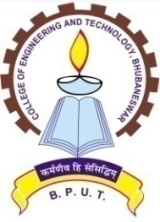 COLLEGE OF ENGINEERING AND TECHNOLOGY, BHUBANESWAR
कर्मणैव हि संसिद्धिम्
B. P. U. T.